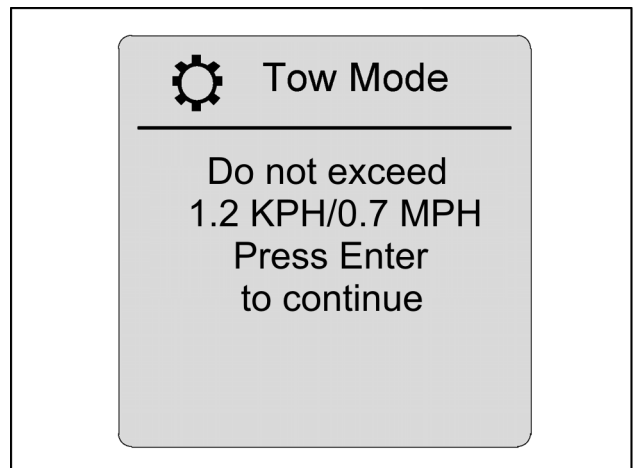 Tow Mode
Do not exceed
1.2 KPH/0.7 MPH
Press Enter
to continue